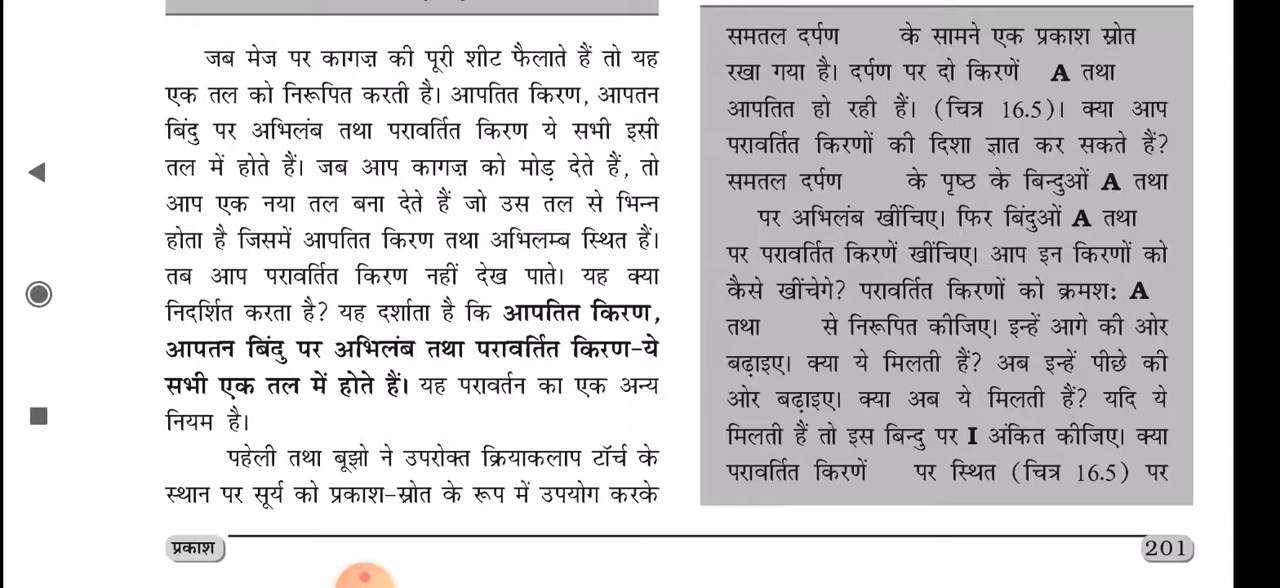 जब मेज पर कागज़ की पूरी शीट फैलाते हैं तो यह
एक तल को निरूपित करती है। आपतित किरण, आपतन
बिंदु पर अभिलंब तथा परावर्तित किरण ये सभी इसी
तल में होते हैं। जब आप कागज़ को मोड़ देते हैं, तो
आप एक नया तल बना देते हैं जो उस तल से भिन्न
होता है जिसमें आपतित किरण तथा अभिलम्ब स्थित हैं।
तब आप परावर्तित किरण नहीं देख पाते। यह क्या
निदर्शित करता है? यह दर्शाता है कि आपतित किरण,
आपतन बिंदु पर अभिलंब तथा परावर्तित किरण-ये
सभी एक तल में होते हैं। यह परावर्तन का एक अन्य
नियम है।
पहेली तथा बूझो ने उपरोक्त क्रियाकलाप टॉर्च के
स्थान पर सूर्य को प्रकाश-स्रोत के रूप में उपयोग करके
समतल दर्पण के सामने एक प्रकाश स्रोत
रखा गया है। दर्पण पर दो किरणें A तथा
आपतित हो रही हैं। (चित्र 16.5)। क्या आप
परावर्तित किरणों की दिशा ज्ञात कर सकते हैं?
समतल दर्पण के पृष्ठ के बिन्दुओं A तथा
पर अभिलंब खींचिए। फिर बिंदुओं A तथा
पर परावर्तित किरणें खींचिए। आप इन किरणों को
कैसे खींचेगे? परावर्तित किरणों को क्रमश: A
तथा से निरूपित कीजिए। इन्हें आगे की ओर
बढ़ाइए। क्या ये मिलती हैं? अब इन्हें पीछे की
ओर बढ़ाइए। क्या अब ये मिलती हैं? यदि ये
मिलती हैं तो इस बिन्दु पर I अंकित कीजिए। क्या
परावर्तित किरणें पर स्थित (चित्र 16.5) पर
प्रकाश
201